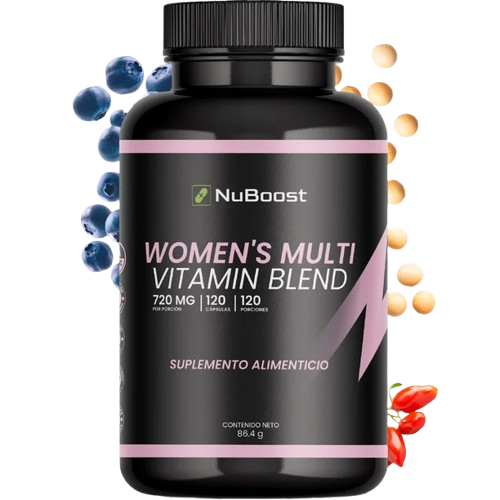 NuBoost
WOMEN'S MULTI
VITAMIN BLEND
720 MG | 120 | 120
POR PORCIÓN CÁPSULAS PORCIONES
SUPLEMENTO ALIMENTICIO
CONTENIDO NETO
86.4 g